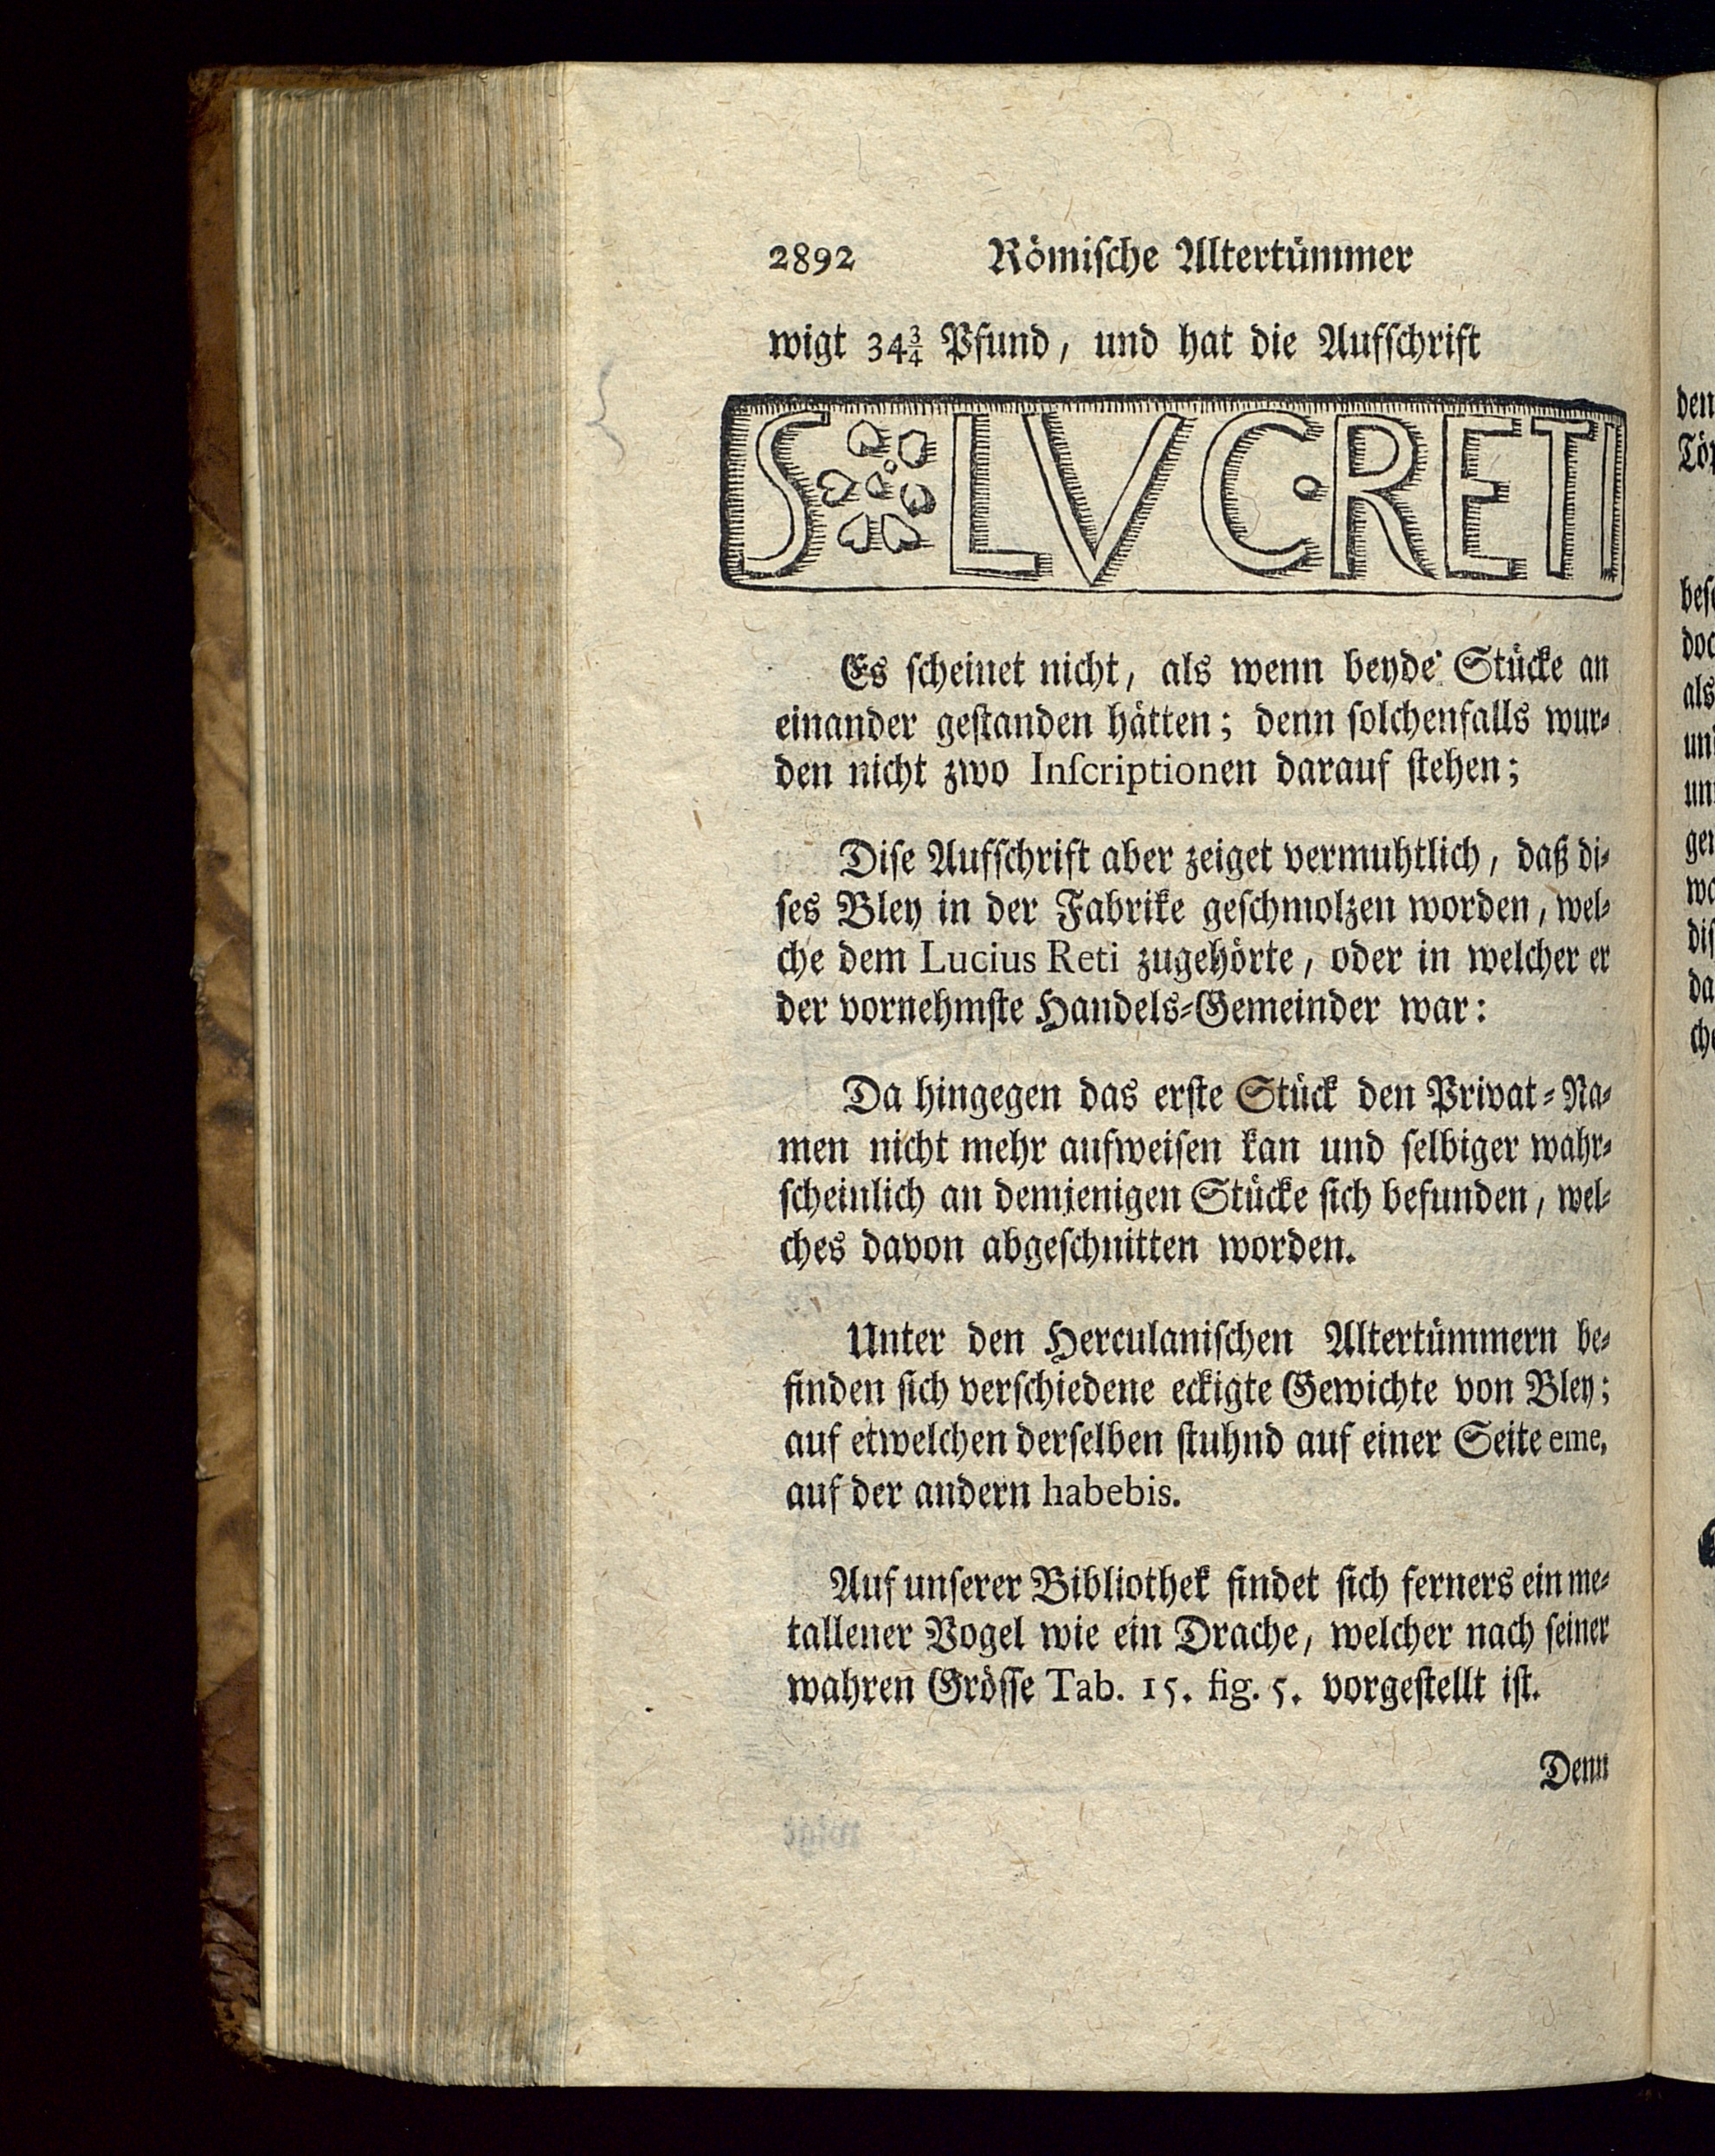 2892 Römische Altertümmer
wigt 34¾ Pfund, und hat die Aufschrift
S LVC·RETI
Es scheinet nicht, als wenn beyde Stücke an
einander gestanden hätten; denn solchenfalls wur-
den nicht zwo Inscriptionen darauf stehen;
Dise Aufschrift aber zeiget vermuhtlich, daß di-
ses Bley in der Fabrike geschmolzen worden, wel-
che dem Lucius Reti zugehörte, oder in welcher er
der vornehmste Handels-Gemeinder war:
Da hingegen das erste Stück den Privat-Na-
men nicht mehr aufweisen kan und selbiger wahr-
scheinlich an demjenigen Stücke sich befunden, wel-
ches davon abgeschnitten worden.
Unter den Herculanischen Altertümmern be-
finden sich verschiedene eckigte Gewichte von Bley;
auf etwelchen derselben stuhnd auf einer Seite eme,
auf der andern habebis.
Auf unserer Bibliothek findet sich ferners ein me-
tallener Vogel wie ein Drache, welcher nach seiner
wahren Grösse Tab. 15. fig. 5. vorgestellt ist.
Denn